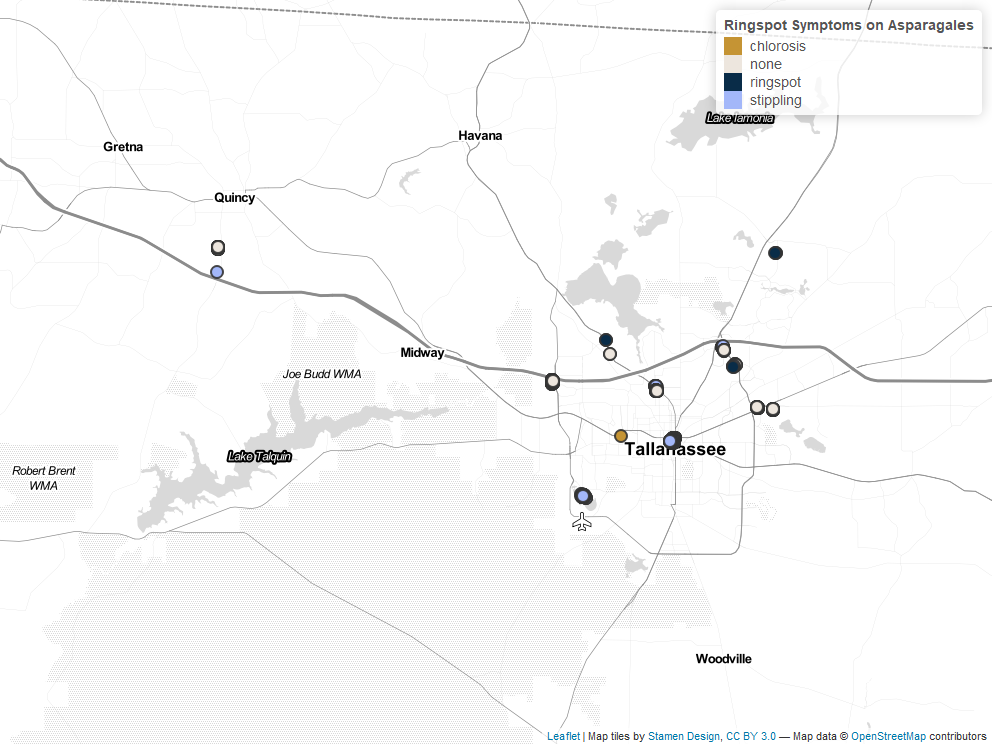 Ringspot Symptoms on Asparagales
chlorosis
none
ringspot
stippling
Lake Iamonia
Havana
Gretna
Quincy
Midway
Joe Budd WMA
Tallahassee
Lake Talquin
Robert Brent
WMA
Woodville
Leaflet | Map tiles by Stamen Design, CC BY 3.0 — Map data © OpenStreetMap contributors